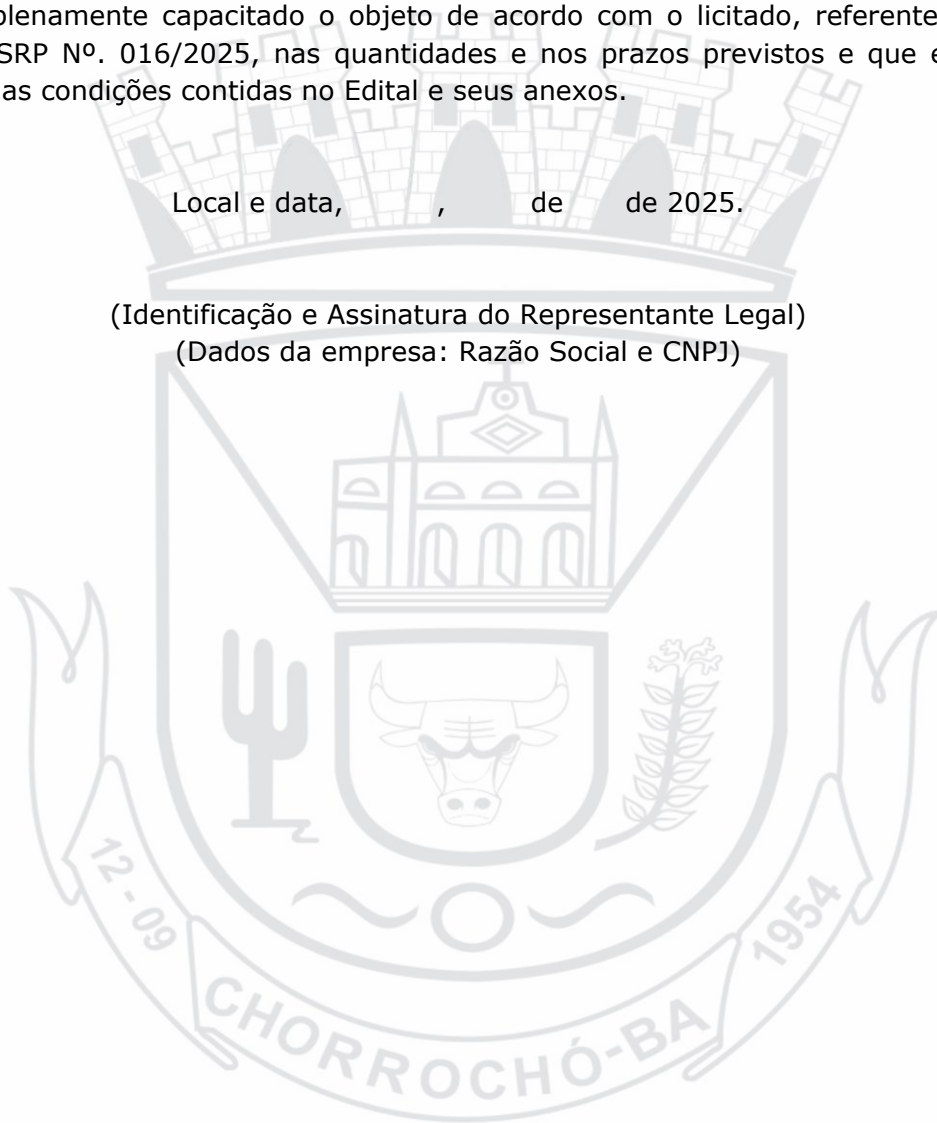 plenamente capacitado o objeto de acordo com o licitado, referente
SRP Nº. 016/2025, nas quantidades e nos prazos previstos e que
as condições contidas no Edital e seus anexos.
Local e data, , de de 2025.
(Identificação e Assinatura do Representante Legal)
(Dados da empresa: Razão Social e CNPJ)
12 - 09
CHORROCHÓ-BA
1954